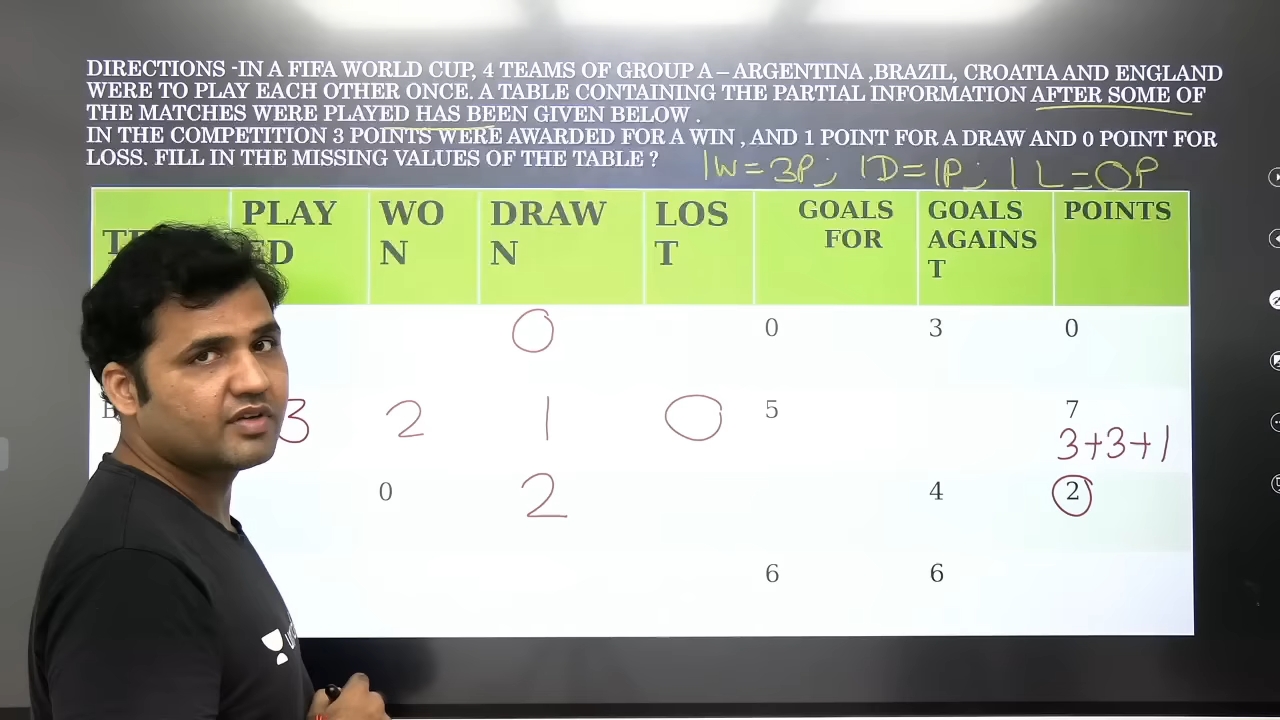 DIRECTIONS -IN A FIFA WORLD CUP, 4 TEAMS OF GROUP A – ARGENTINA ,BRAZIL, CROATIA AND ENGLAND
WERE TO PLAY EACH OTHER ONCE. A TABLE CONTAINING THE PARTIAL INFORMATION AFTER SOME OF
THE MATCHES WERE PLAYED HAS BEEN GIVEN BELOW .
IN THE COMPETITION 3 POINTS WERE AWARDED FOR A WIN , AND 1 POINT FOR A DRAW AND 0 POINT FOR
LOSS. FILL IN THE MISSING VALUES OF THE TABLE ?
1W=3P; 1D=1P; 1L=0P
PLAY WO DRAW LOS GOALS GOALS POINTS
ED N N T FOR AGAINS
T
0 0 3 0
3 2 1 0 5 7
3+3+1
0 2 4 2
6 6